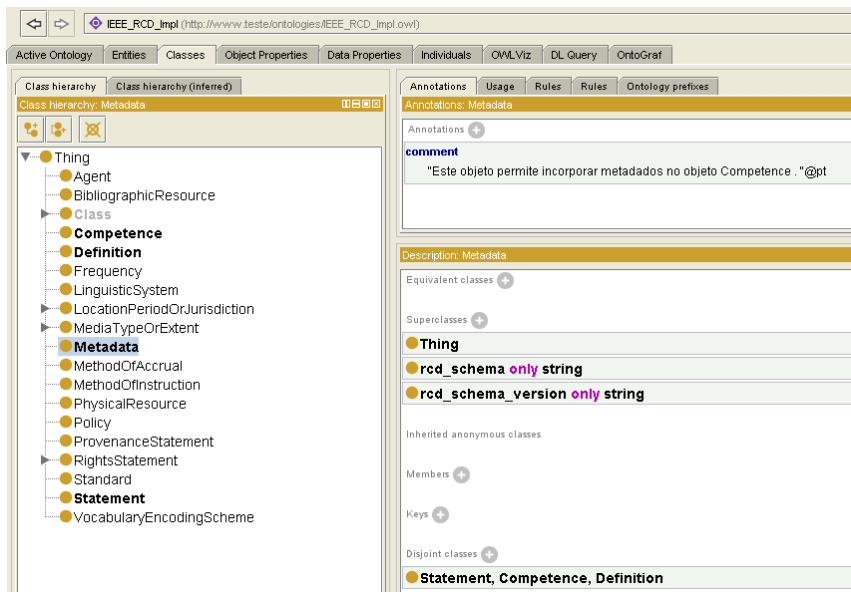 IEEE_RCD_Impl (http://www.teste/ontologies/IEEE_RCD_Impl.owl)
Active Ontology Entities Classes Object Properties Data Properties Individuals OWLViz DL Query OntoGraf
Class hierarchy Class hierarchy (inferred)
Class hierarchy: Metadata
Thing
Agent
BibliographicResource
Class
Competence
Definition
Frequency
LinguisticSystem
LocationPeriodOrJurisdiction
MediaTypeOrExtent
Metadata
MethodOfAccrual
MethodOfInstruction
PhysicalResource
Policy
ProvenanceStatement
RightsStatement
Standard
Statement
VocabularyEncodingScheme
Annotations Usage Rules Rules Ontology prefixes
Annotations: Metadata
Annotations
comment
"Este objeto permite incorporar metadados no objeto Competence . "@pt
Description: Metadata
Equivalent classes
Superclasses
Thing
rcd_schema only string
rcd_schema_version only string
Inherited anonymous classes
Members
Keys
Disjoint classes
Statement, Competence, Definition